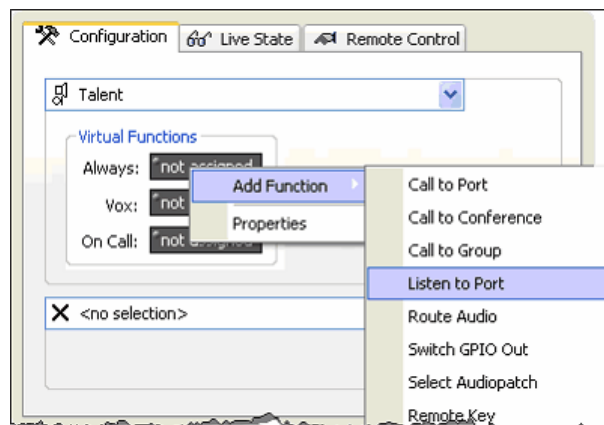 Configuration
Live State
Remote Control
Talent
Virtual Functions
Always: not assigned
Vox: not
On Call: not assigned
Add Function
Properties
Call to Port
Call to Conference
Call to Group
Listen to Port
Route Audio
Switch GPIO Out
Select Audiopatch
Remote Key
<no selection>